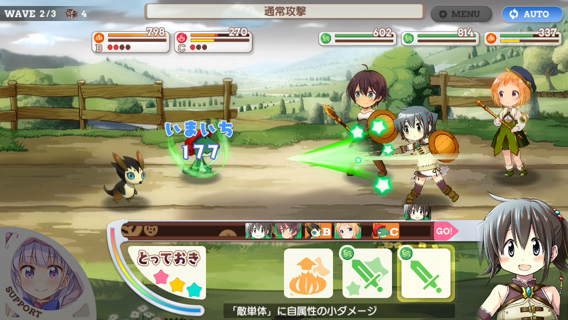 WAVE 2/3 4
通常攻撃
MENU
AUTO
798
B
270
C
602
814
337
いまいち
177
B
C
GO!
とっておき
SUPPORT
「敵単体」に自属性の小ダメージ